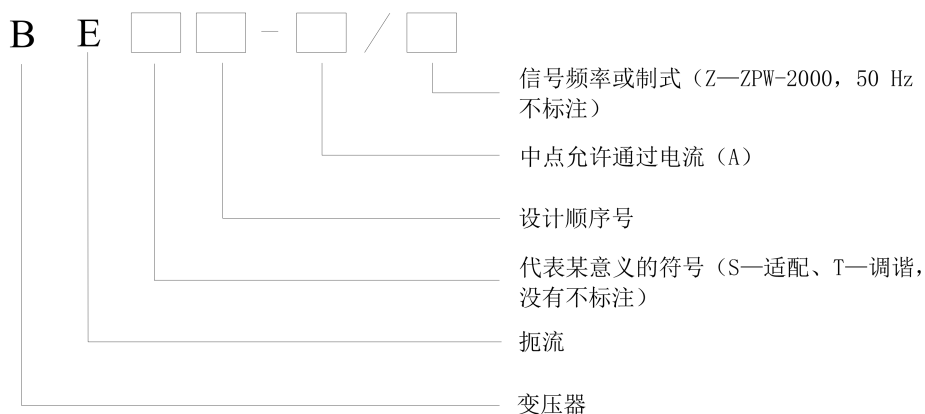 B E □ □ - □ / □
信号频率或制式（Z—ZPW-2000，50 Hz
不标注）
中点允许通过电流（A）
设计顺序号
代表某意义的符号（S—适配、T—调谐，
没有不标注）
扼流
变压器